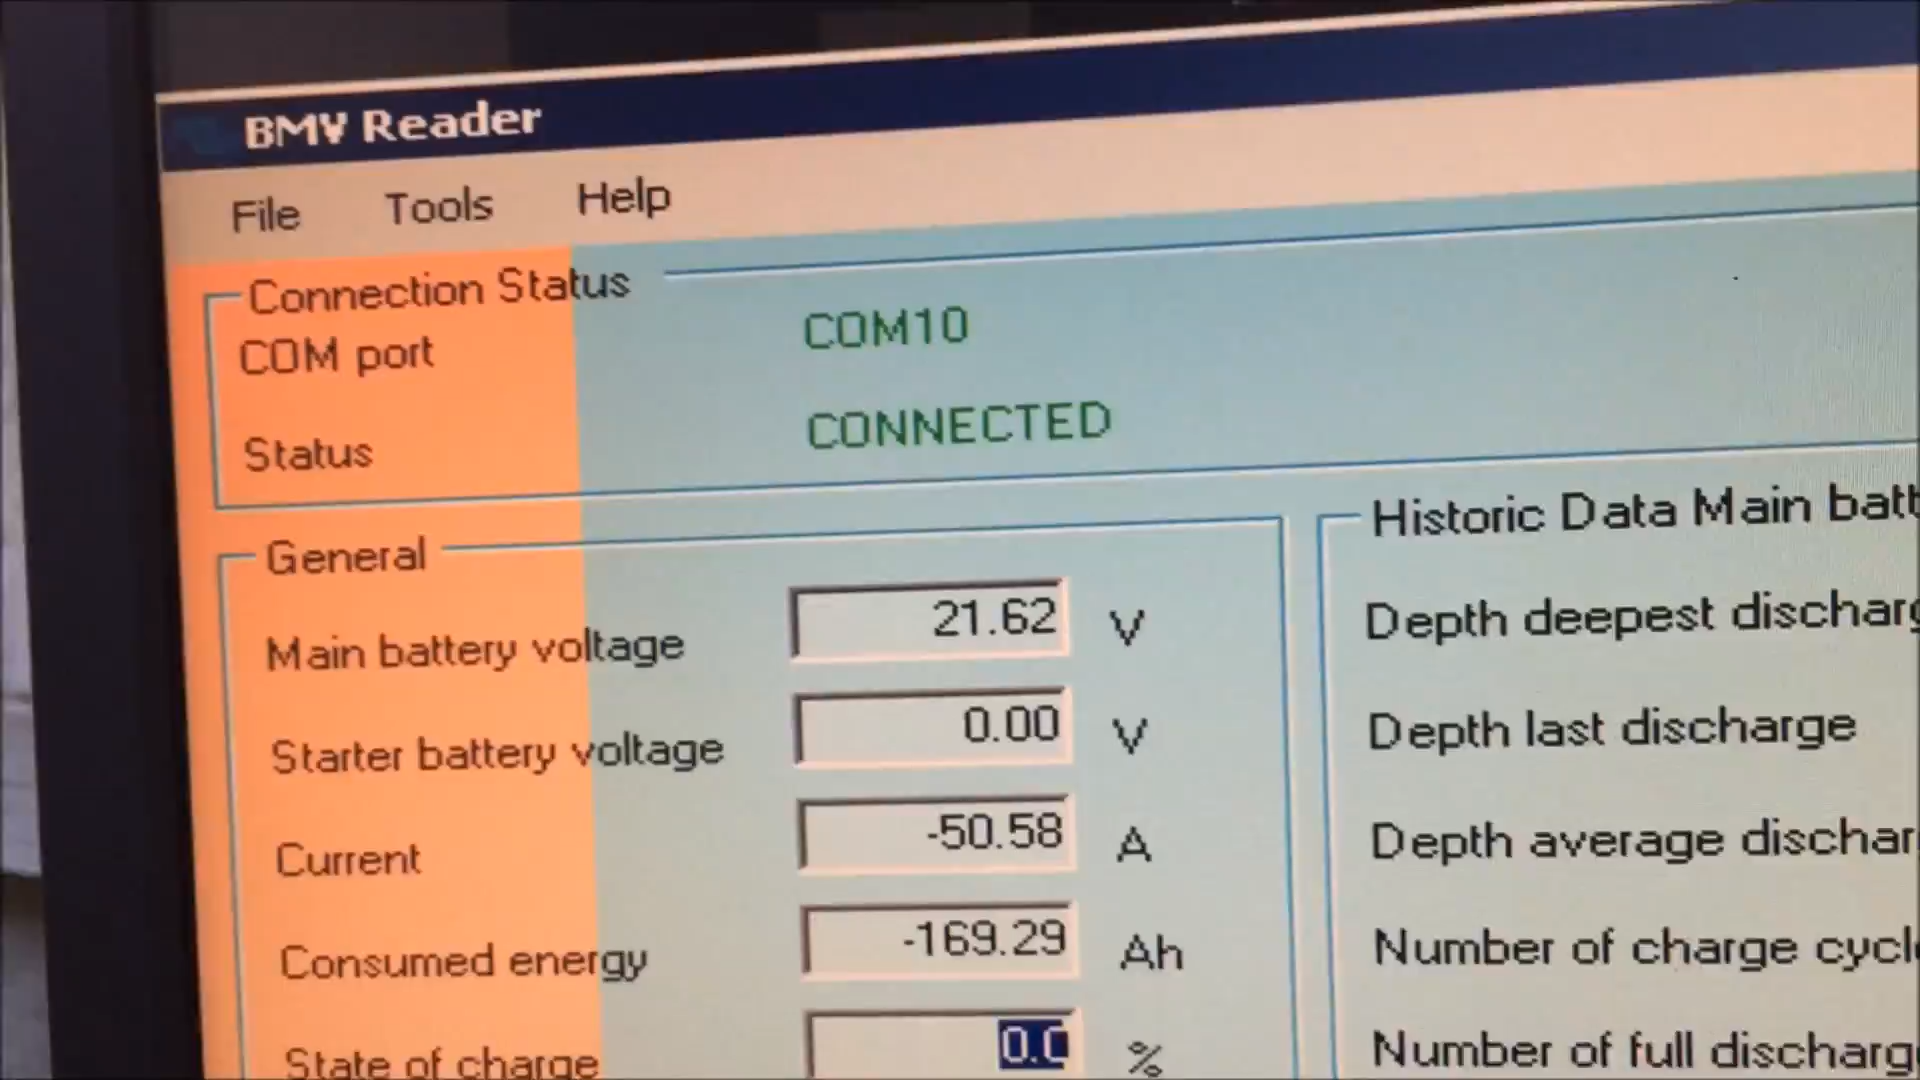 BMV Reader
File Tools Help
Connection Status
COM port COM10
Status CONNECTED
General
Main battery voltage 21.62 V
Starter battery voltage 0.00 V
Current -50.58 A
Consumed energy -169.29 Ah
State of charge 0.0 %
Historic Data Main batt
Depth deepest discharg
Depth last discharge
Depth average dischar
Number of charge cycl
Number of full discharg